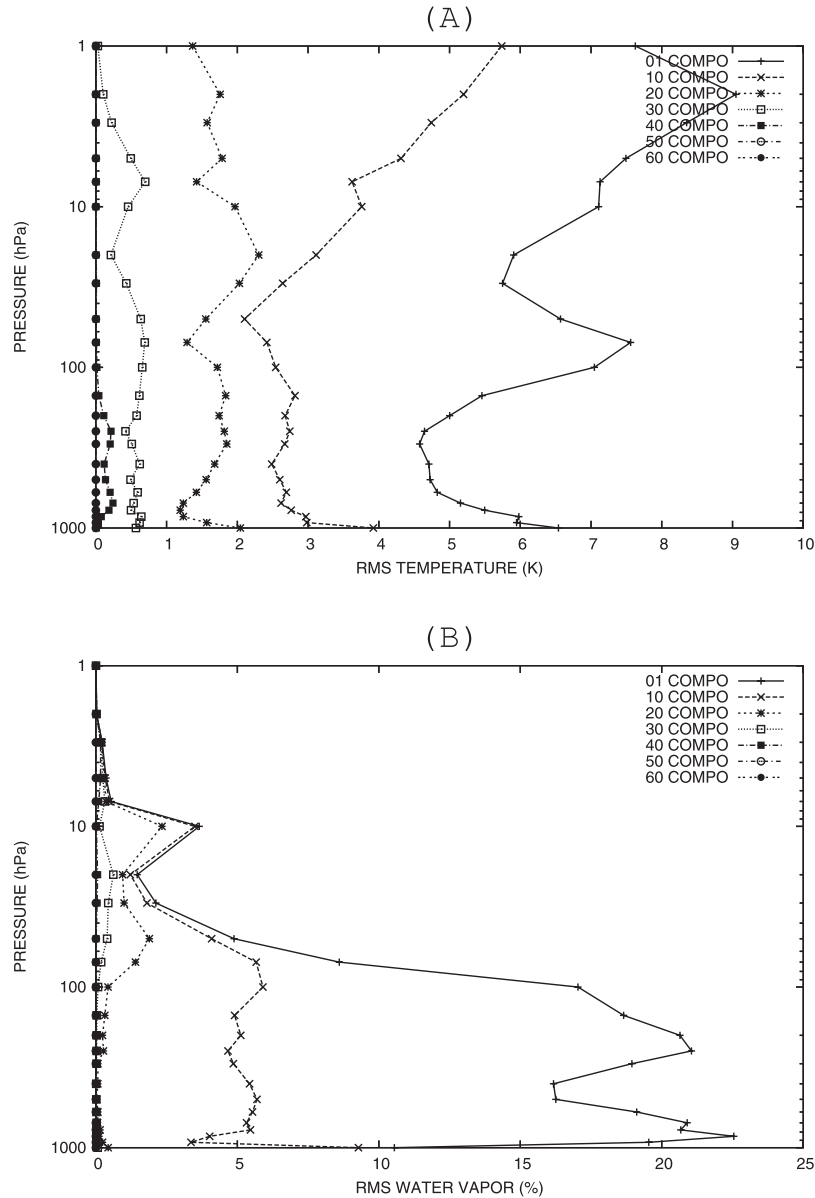 (A)
1
10
100
1000
PRESSURE (hPa)
01 COMPO
10 COMPO
20 COMPO
30 COMPO
40 COMPO
50 COMPO
60 COMPO
0 1 2 3 4 5 6 7 8 9 10
RMS TEMPERATURE (K)
(B)
1
10
100
1000
PRESSURE (hPa)
01 COMPO
10 COMPO
20 COMPO
30 COMPO
40 COMPO
50 COMPO
60 COMPO
0 5 10 15 20 25
RMS WATER VAPOR (%)